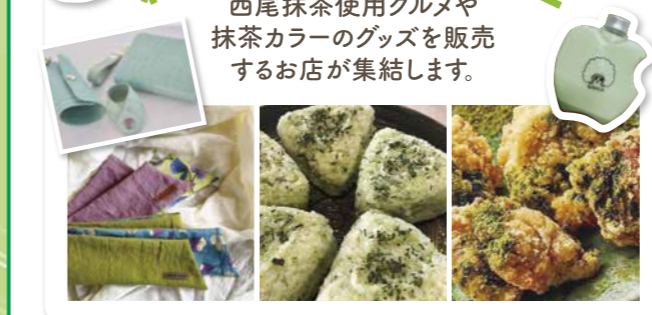 西尾抹茶使用グルメや
抹茶カラーのグッズを販売
するお店が集結します。